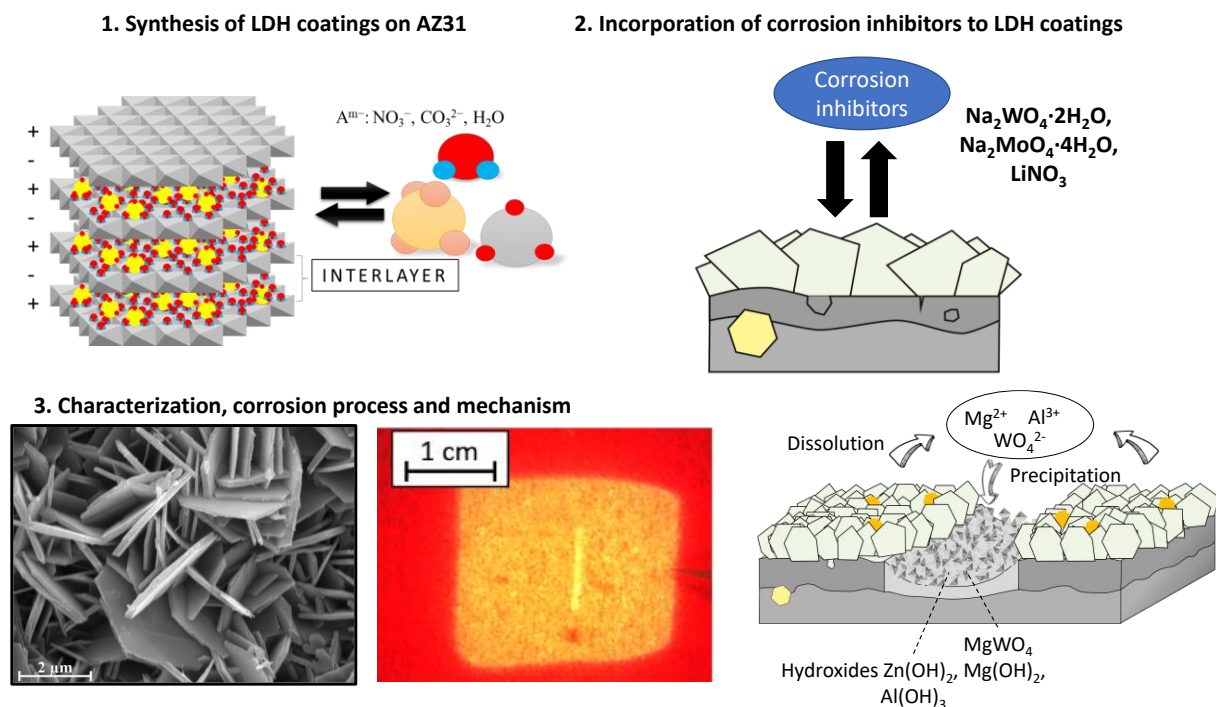 1. Synthesis of LDH coatings on AZ31
2. Incorporation of corrosion inhibitors to LDH coatings
Aᵐ⁻: NO₃⁻, CO₃²⁻, H₂O
+
-
+
-
+
-
+
INTERLAYER
Corrosion
inhibitors
Na₂WO₄·2H₂O,
Na₂MoO₄·4H₂O,
LiNO₃
3. Characterization, corrosion process and mechanism
2 µm
1 cm
Mg²⁺ Al³⁺
WO₄²⁻
Dissolution
Precipitation
MgWO₄
Hydroxides Zn(OH)₂, Mg(OH)₂,
Al(OH)₃